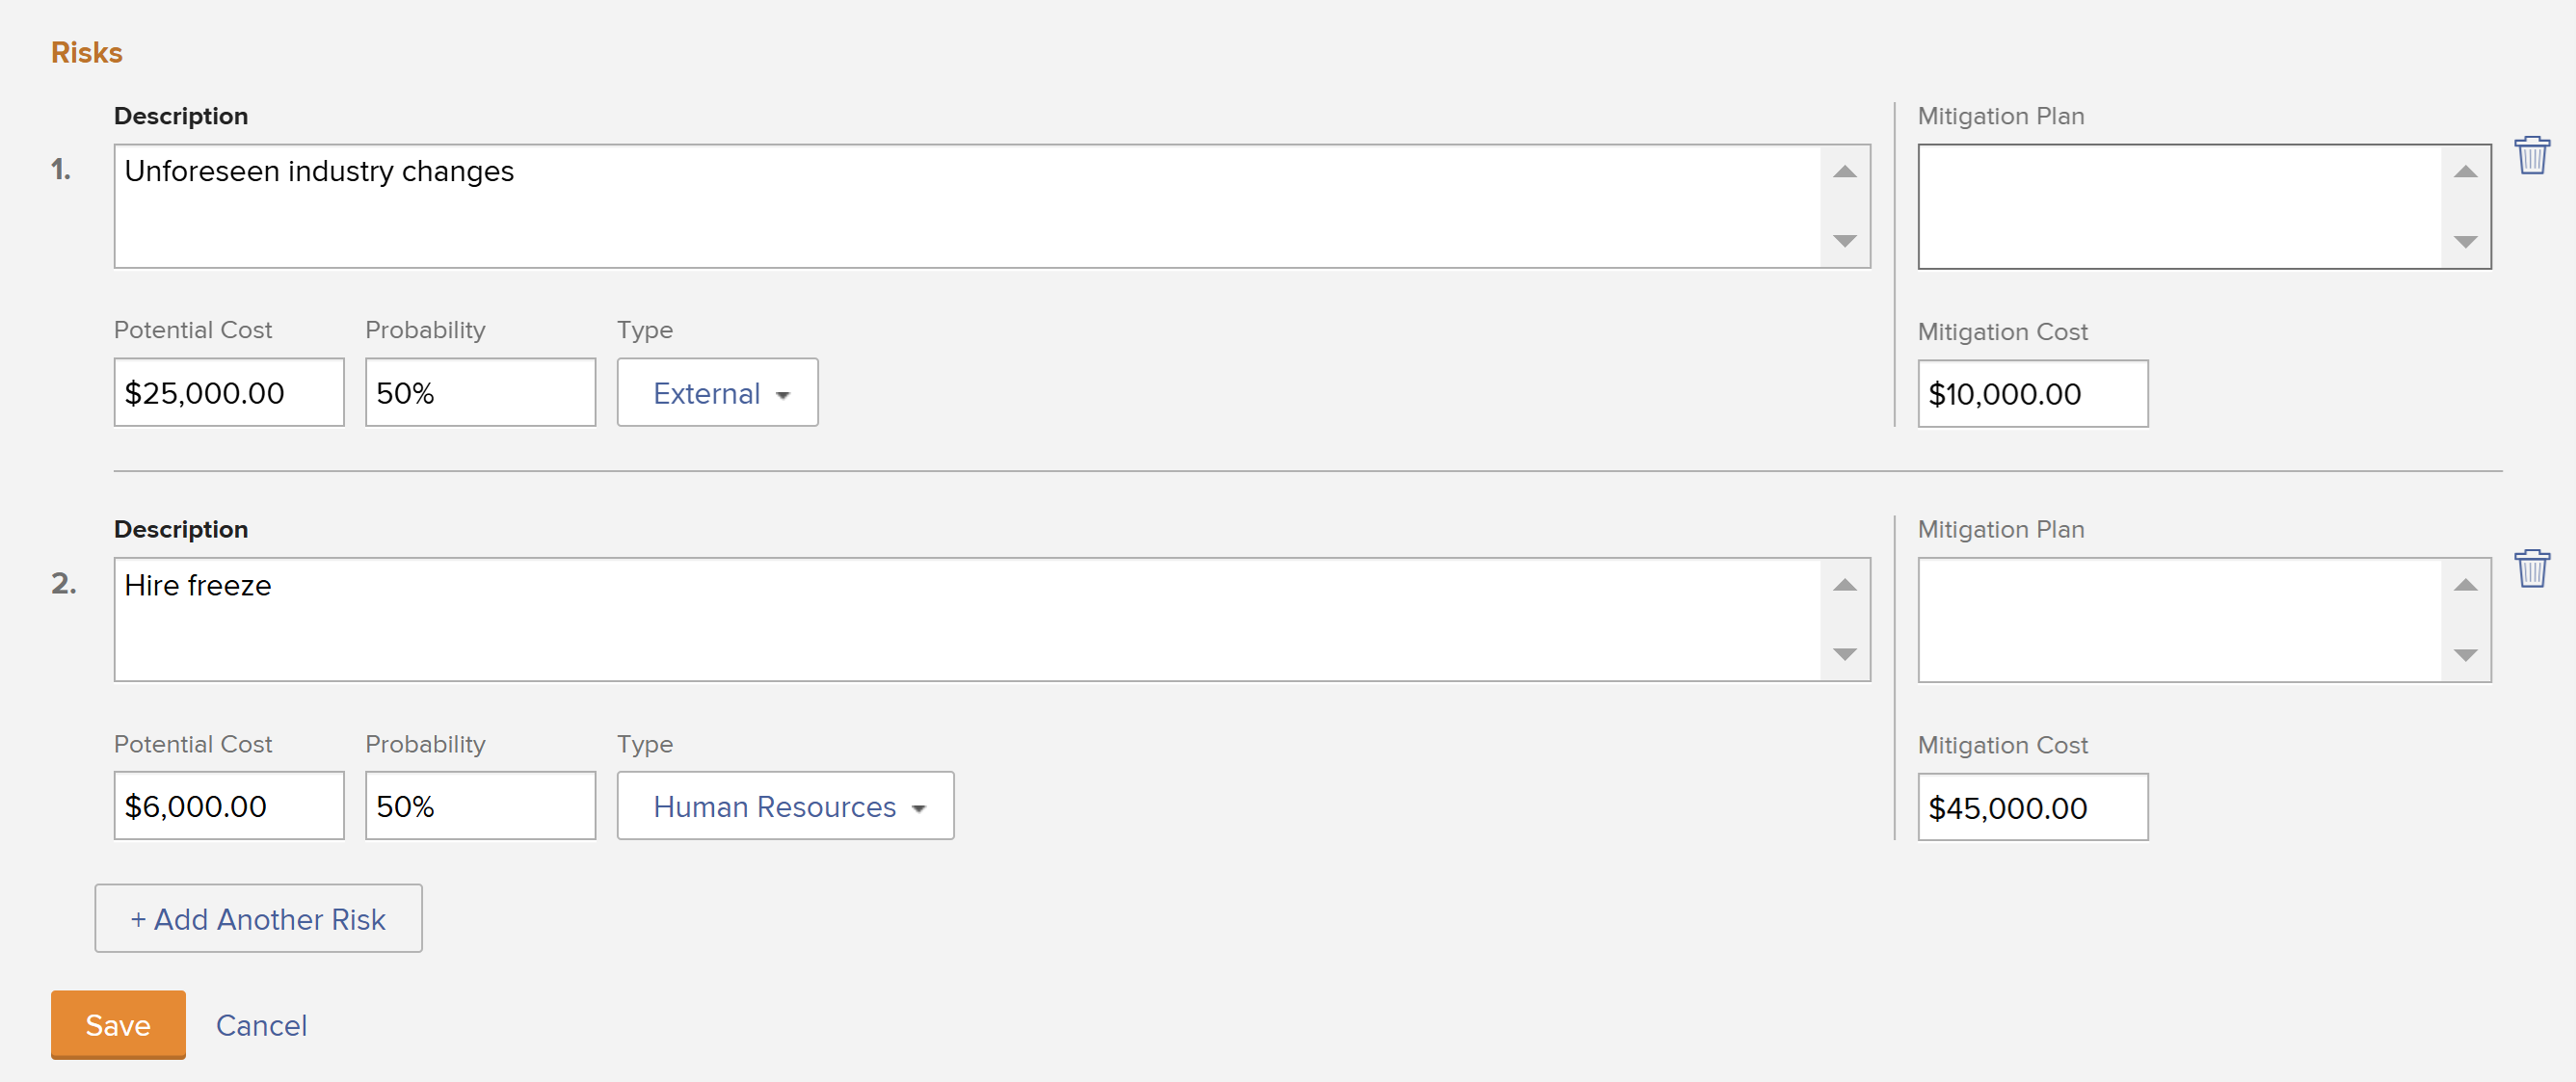 Risks
Description
Mitigation Plan
1.
Unforeseen industry changes
Potential Cost
Probability
Type
Mitigation Cost
$25,000.00
50%
External
$10,000.00
Description
Mitigation Plan
2.
Hire freeze
Potential Cost
Probability
Type
Mitigation Cost
$6,000.00
50%
Human Resources
$45,000.00
+ Add Another Risk
Save
Cancel